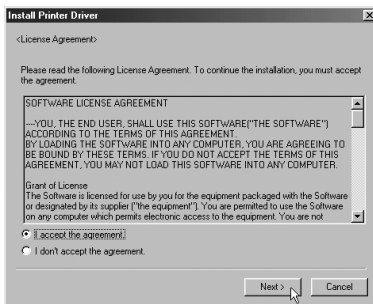 Install Printer Driver
<License Agreement>
Please read the following License Agreement. To continue the installation, you must accept
the agreement.
SOFTWARE LICENSE AGREEMENT
----YOU, THE END USER, SHALL USE THIS SOFTWARE("THE SOFTWARE")
ACCORDING TO THE TERMS OF THIS AGREEMENT.
BY LOADING THE SOFTWARE INTO ANY COMPUTER, YOU ARE AGREEING TO
BE BOUND BY THESE TERMS. IF YOU DO NOT ACCEPT THE TERMS OF THIS
AGREEMENT, YOU MAY NOT LOAD THIS SOFTWARE INTO ANY COMPUTER.
Grant of License
The Software is licensed for use by you for the equipment packaged with the Software
or designated by its supplier ("the equipment"). You are permitted to use the Software
on any computer which permits electronic access to the equipment. You are not
I accept the agreement.
I don't accept the agreement.
Next >
Cancel